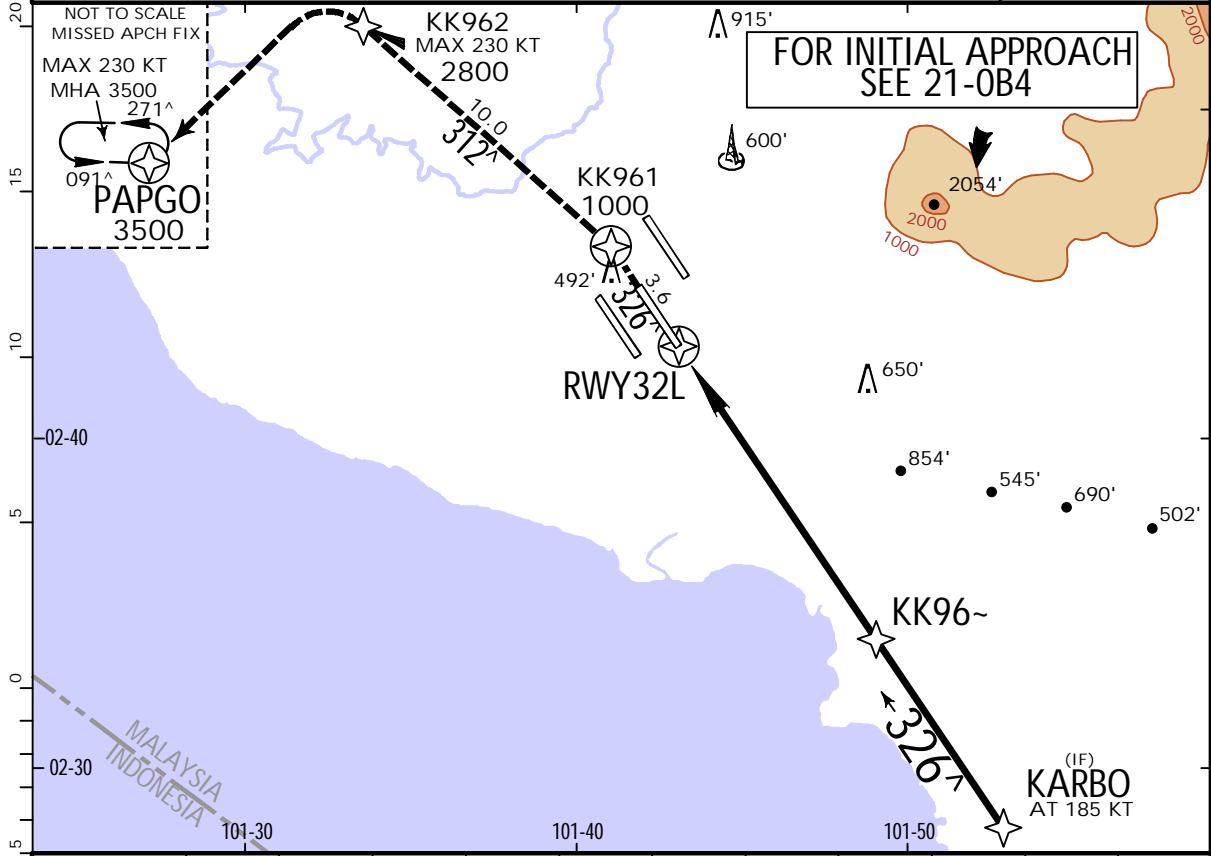 NOT TO SCALE
MISSED APCH FIX
MAX 230 KT
MHA 3500
271^
091^
PAPGO
3500
KK962
MAX 230 KT
2800
10.0
312^
915'
FOR INITIAL APPROACH
SEE 21-0B4
2000
600'
2054'
2000
1000
KK961
1000
492'
3.6
326^
RWY32L
650'
854'
545'
690'
502'
KK96~
326^
(IF)
KARBO
AT 185 KT
MALAYSIA
INDONESIA
20
15
10
5
0
5
02-40
02-30
101-30
101-40
101-50